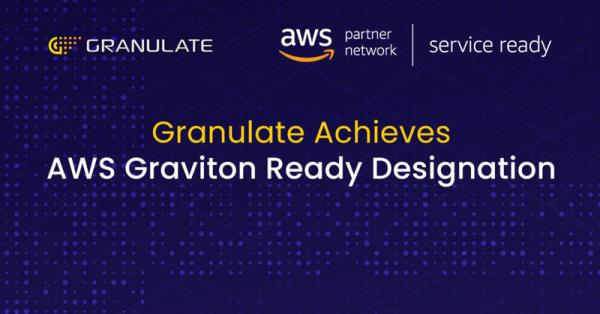 GRANULATE
aws
partner
network
service ready
Granulate Achieves
AWS Graviton Ready Designation